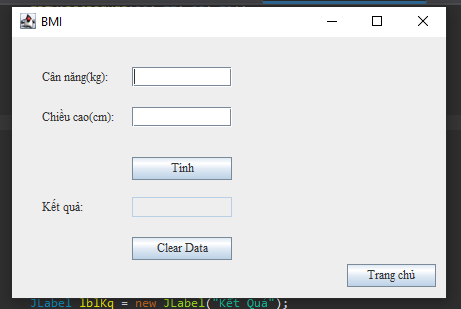 BMI
Cân năng(kg):
Chiều cao(cm):
Tính
Kết quả:
Clear Data
Trang chủ
JLabel lblKq = new JLabel("Kết Quả");